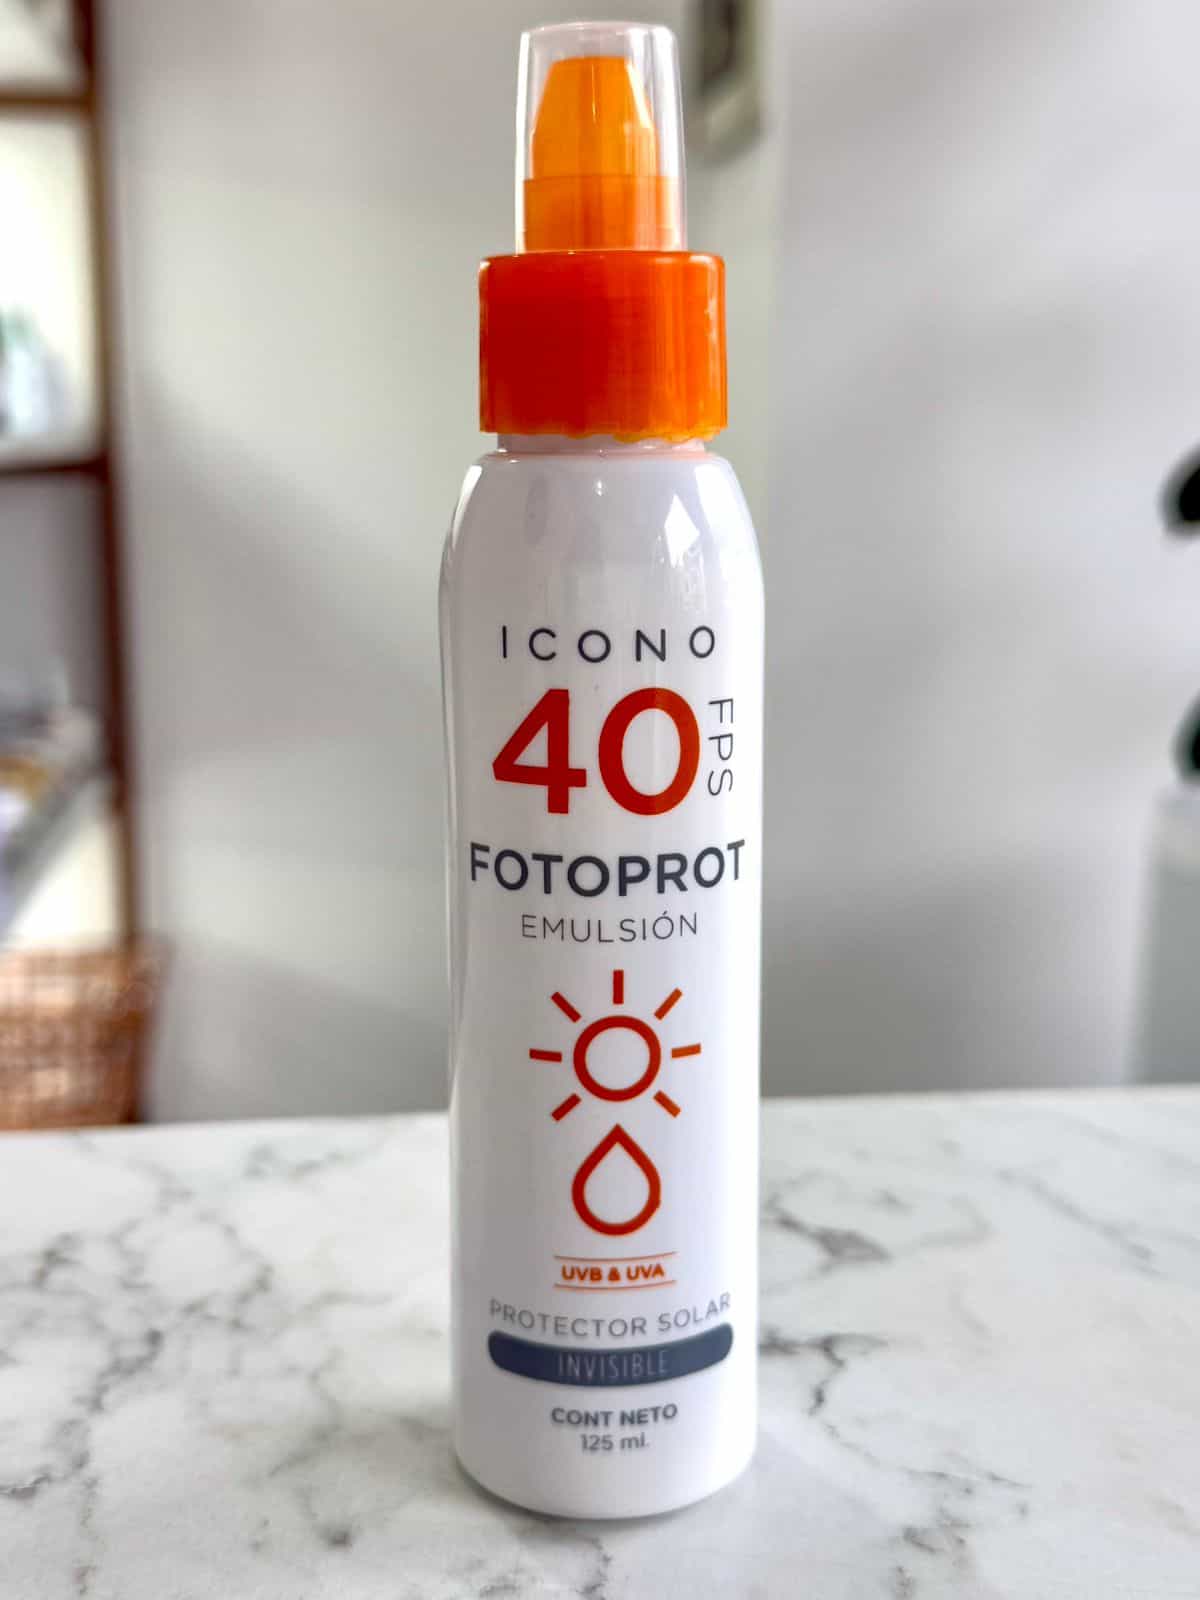 ICONO
40 FPS
FOTOPROT
EMULSIÓN
UVB & UVA
PROTECTOR SOLAR
INVISIBLE
CONT NETO
125 ml.